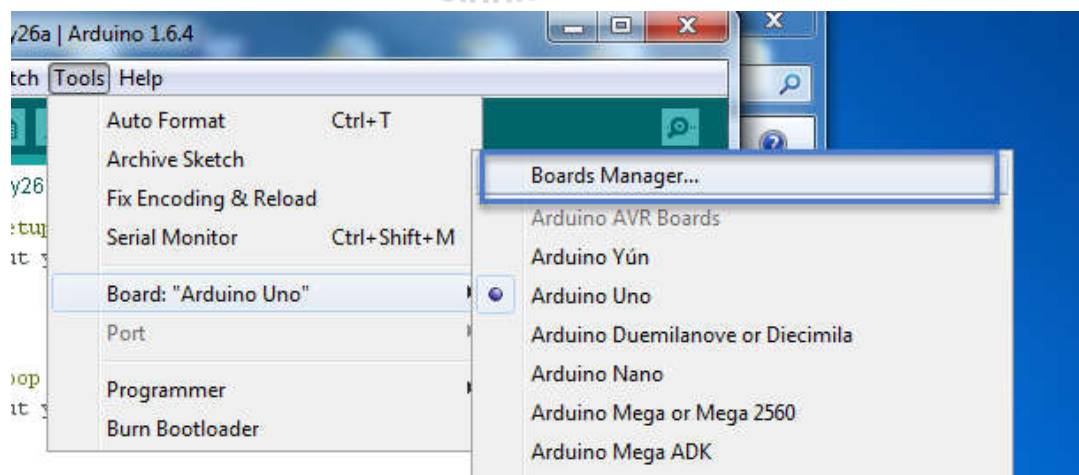 y26a | Arduino 1.6.4
tch Tools Help
Auto Format Ctrl+T
Archive Sketch
Fix Encoding & Reload
Serial Monitor Ctrl+Shift+M
Board: "Arduino Uno"
Port
Programmer
Burn Bootloader
y26
Boards Manager...
Arduino AVR Boards
Arduino Yún
Arduino Uno
Arduino Duemilanove or Diecimila
Arduino Nano
Arduino Mega or Mega 2560
Arduino Mega ADK